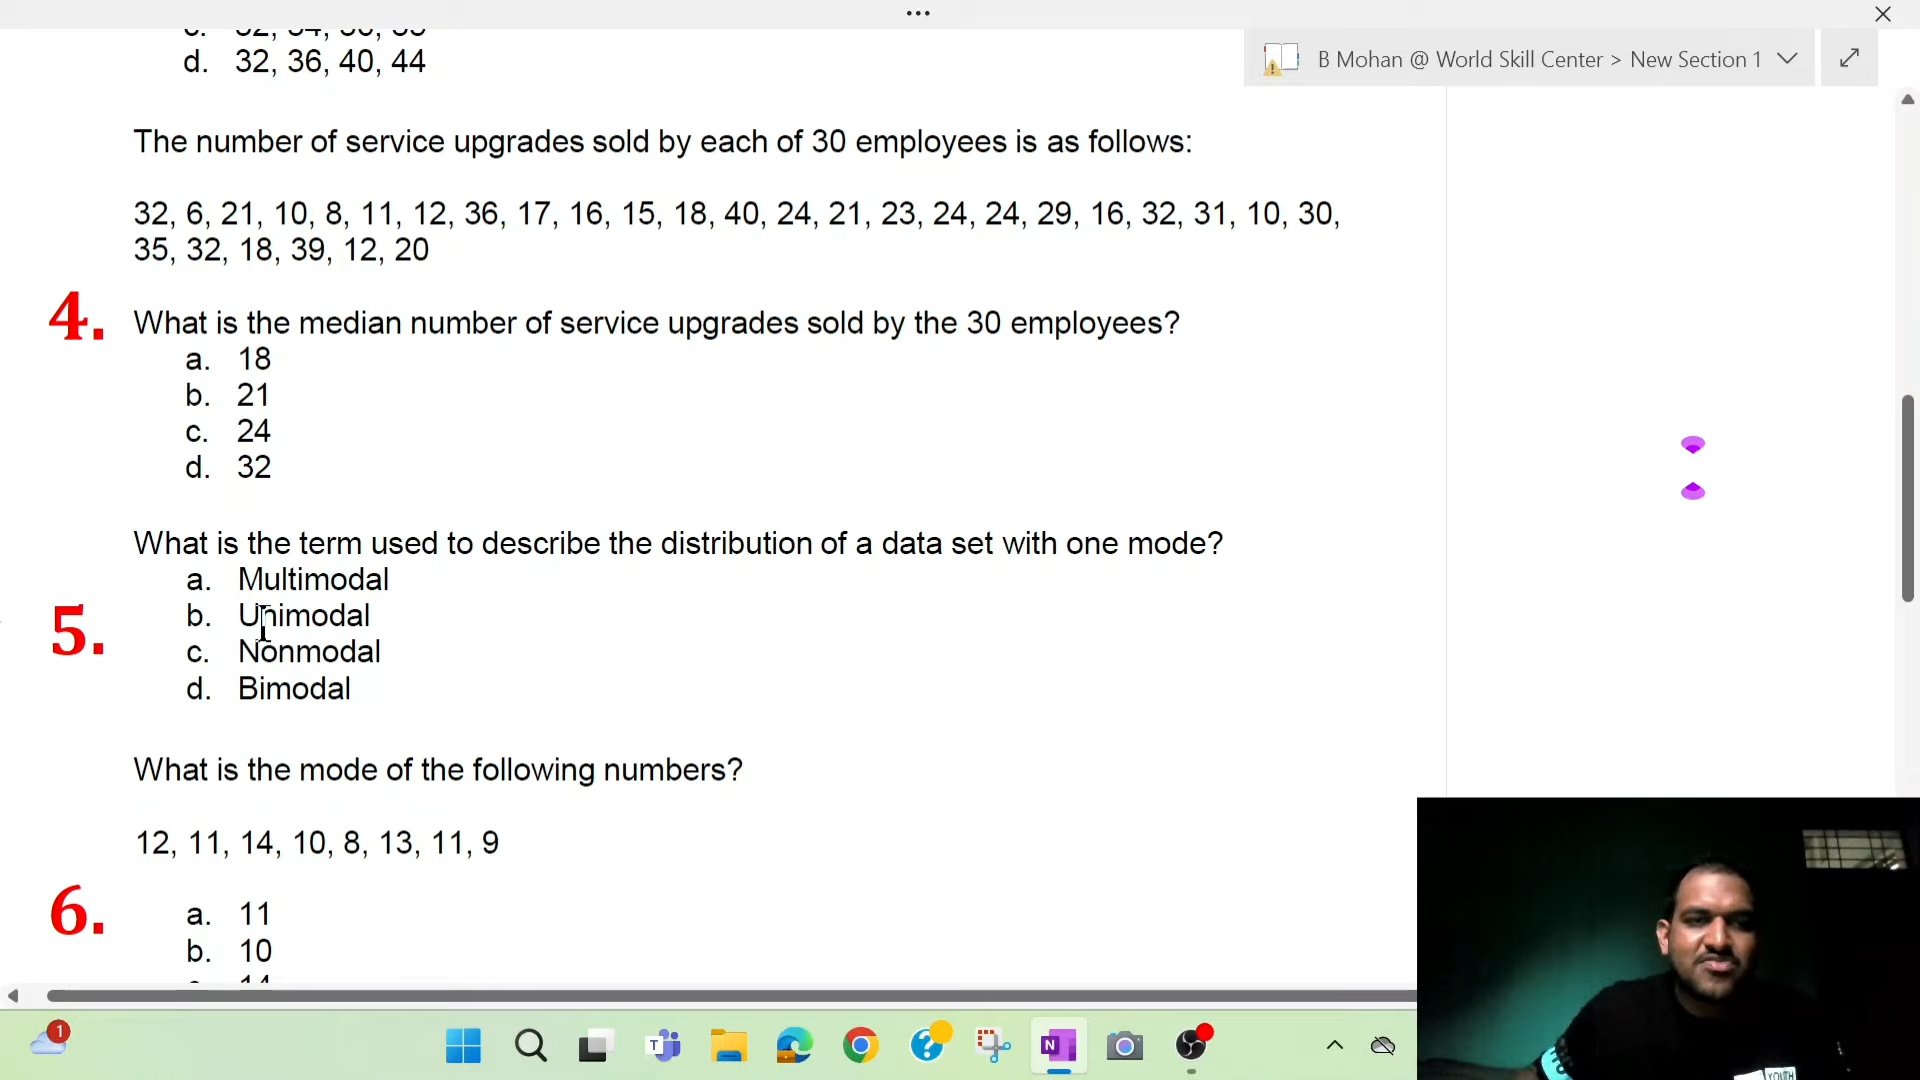 d. 32, 36, 40, 44
B Mohan @ World Skill Center > New Section 1
The number of service upgrades sold by each of 30 employees is as follows:
32, 6, 21, 10, 8, 11, 12, 36, 17, 16, 15, 18, 40, 24, 21, 23, 24, 24, 29, 16, 32, 31, 10, 30,
35, 32, 18, 39, 12, 20
4. What is the median number of service upgrades sold by the 30 employees?
a. 18
b. 21
c. 24
d. 32
What is the term used to describe the distribution of a data set with one mode?
a. Multimodal
b. Unimodal
5.
c. Nonmodal
d. Bimodal
What is the mode of the following numbers?
12, 11, 14, 10, 8, 13, 11, 9
6.
a. 11
b. 10
1
YOUTH